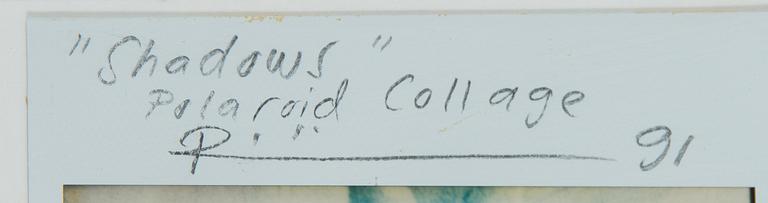 "Shadows"
Polaroid Collage
91